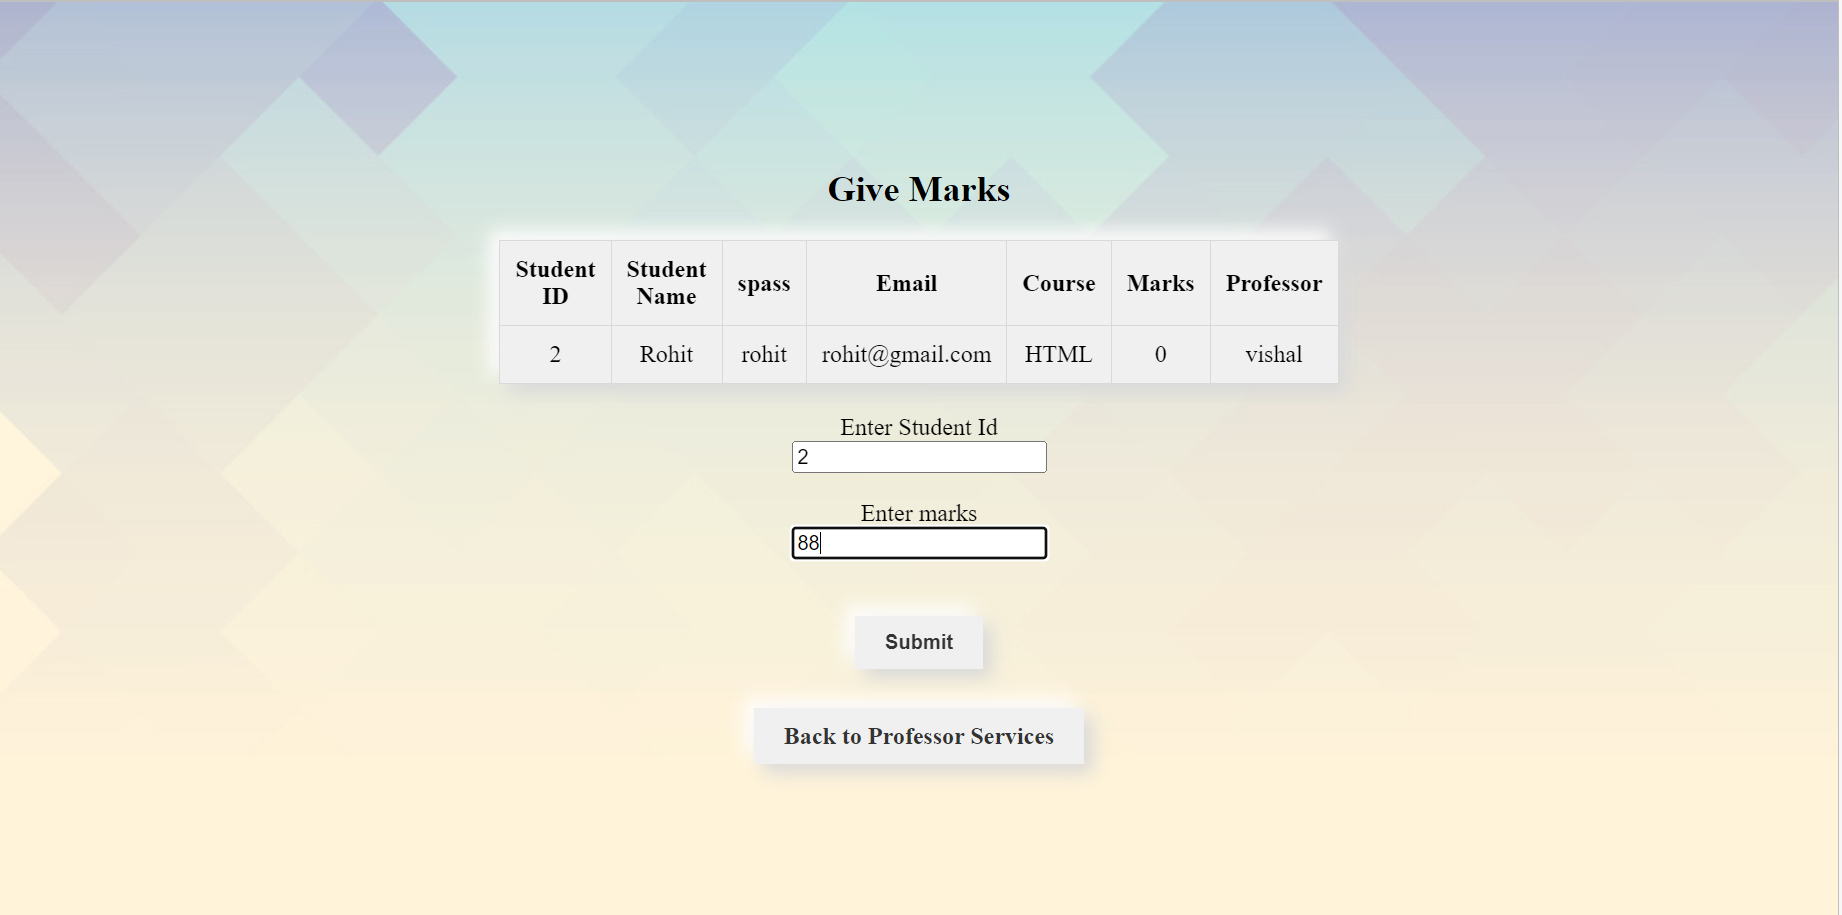 Give Marks
Student ID Student Name spass Email Course Marks Professor
2 Rohit rohit rohit@gmail.com HTML 0 vishal
Enter Student Id
2
Enter marks
88
Submit
Back to Professor Services